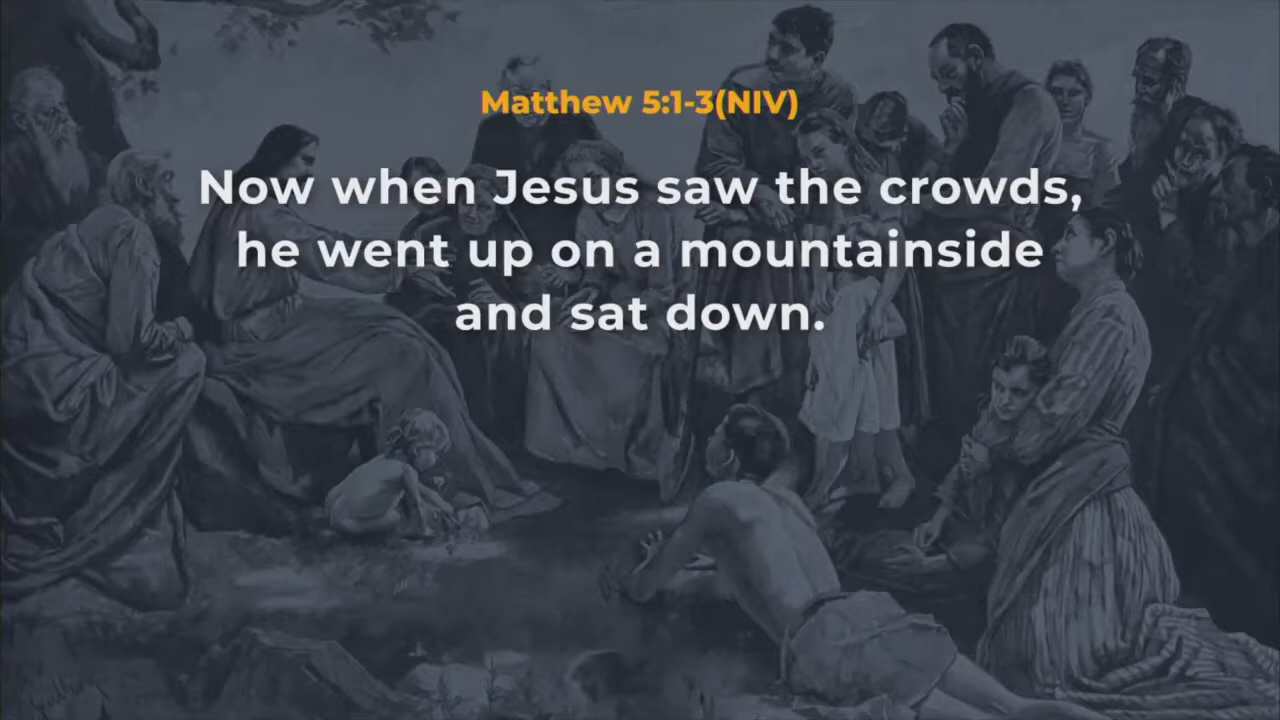 Matthew 5:1-3(NIV)
Now when Jesus saw the crowds,
he went up on a mountainside
and sat down.